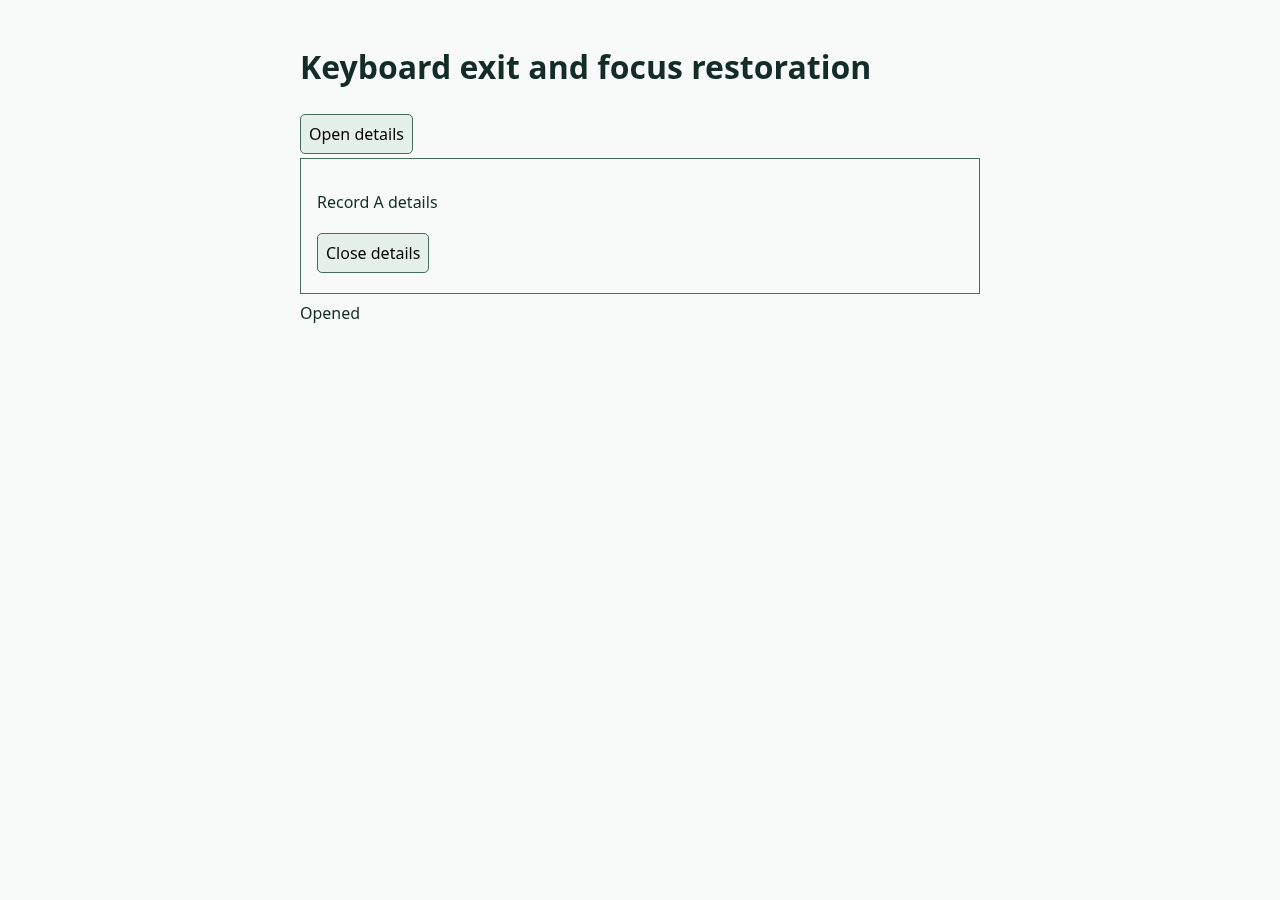 Keyboard exit and focus restoration
Open details
Record A details
Close details
Opened